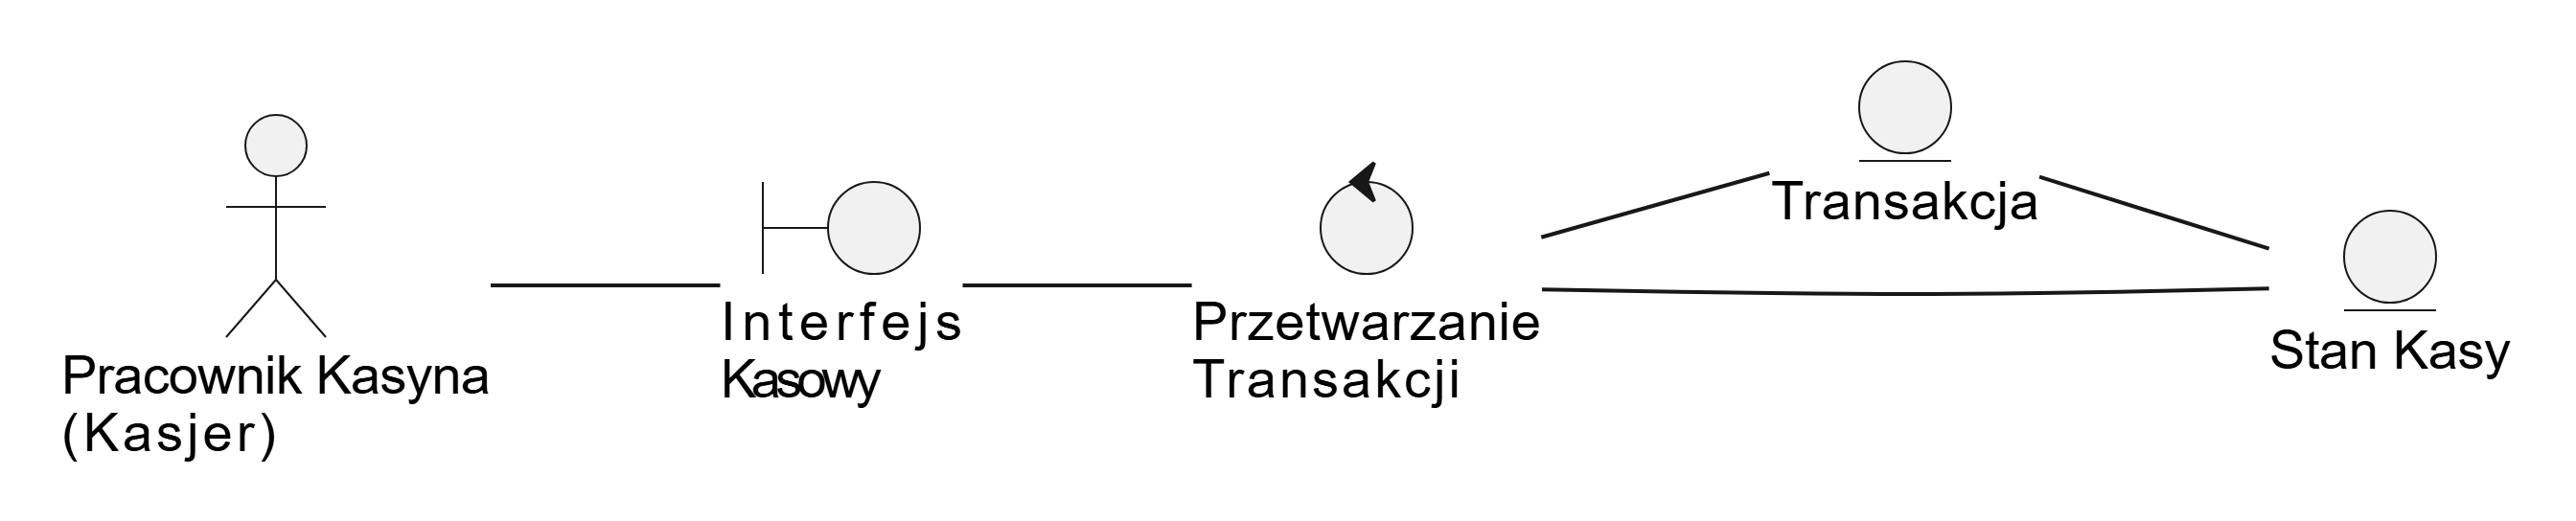 Pracownik Kasyna
(Kasjer)
Interfejs
Kasowy
Przetwarzanie
Transakcji
Transakcja
Stan Kasy